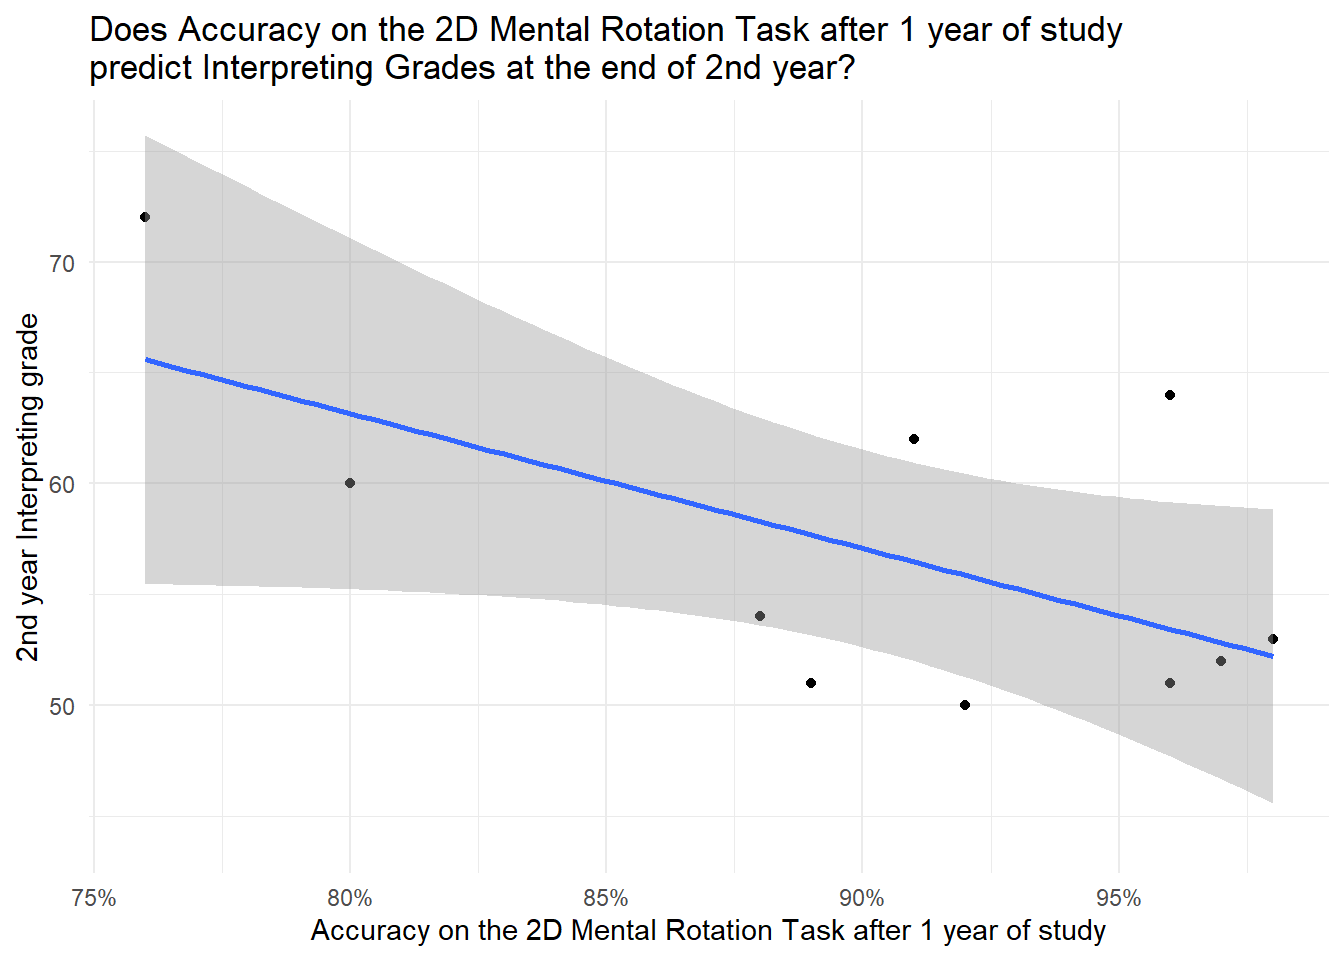 Does Accuracy on the 2D Mental Rotation Task after 1 year of study
predict Interpreting Grades at the end of 2nd year?
2nd year Interpreting grade
70
60
50
75%
80%
85%
90%
95%
Accuracy on the 2D Mental Rotation Task after 1 year of study